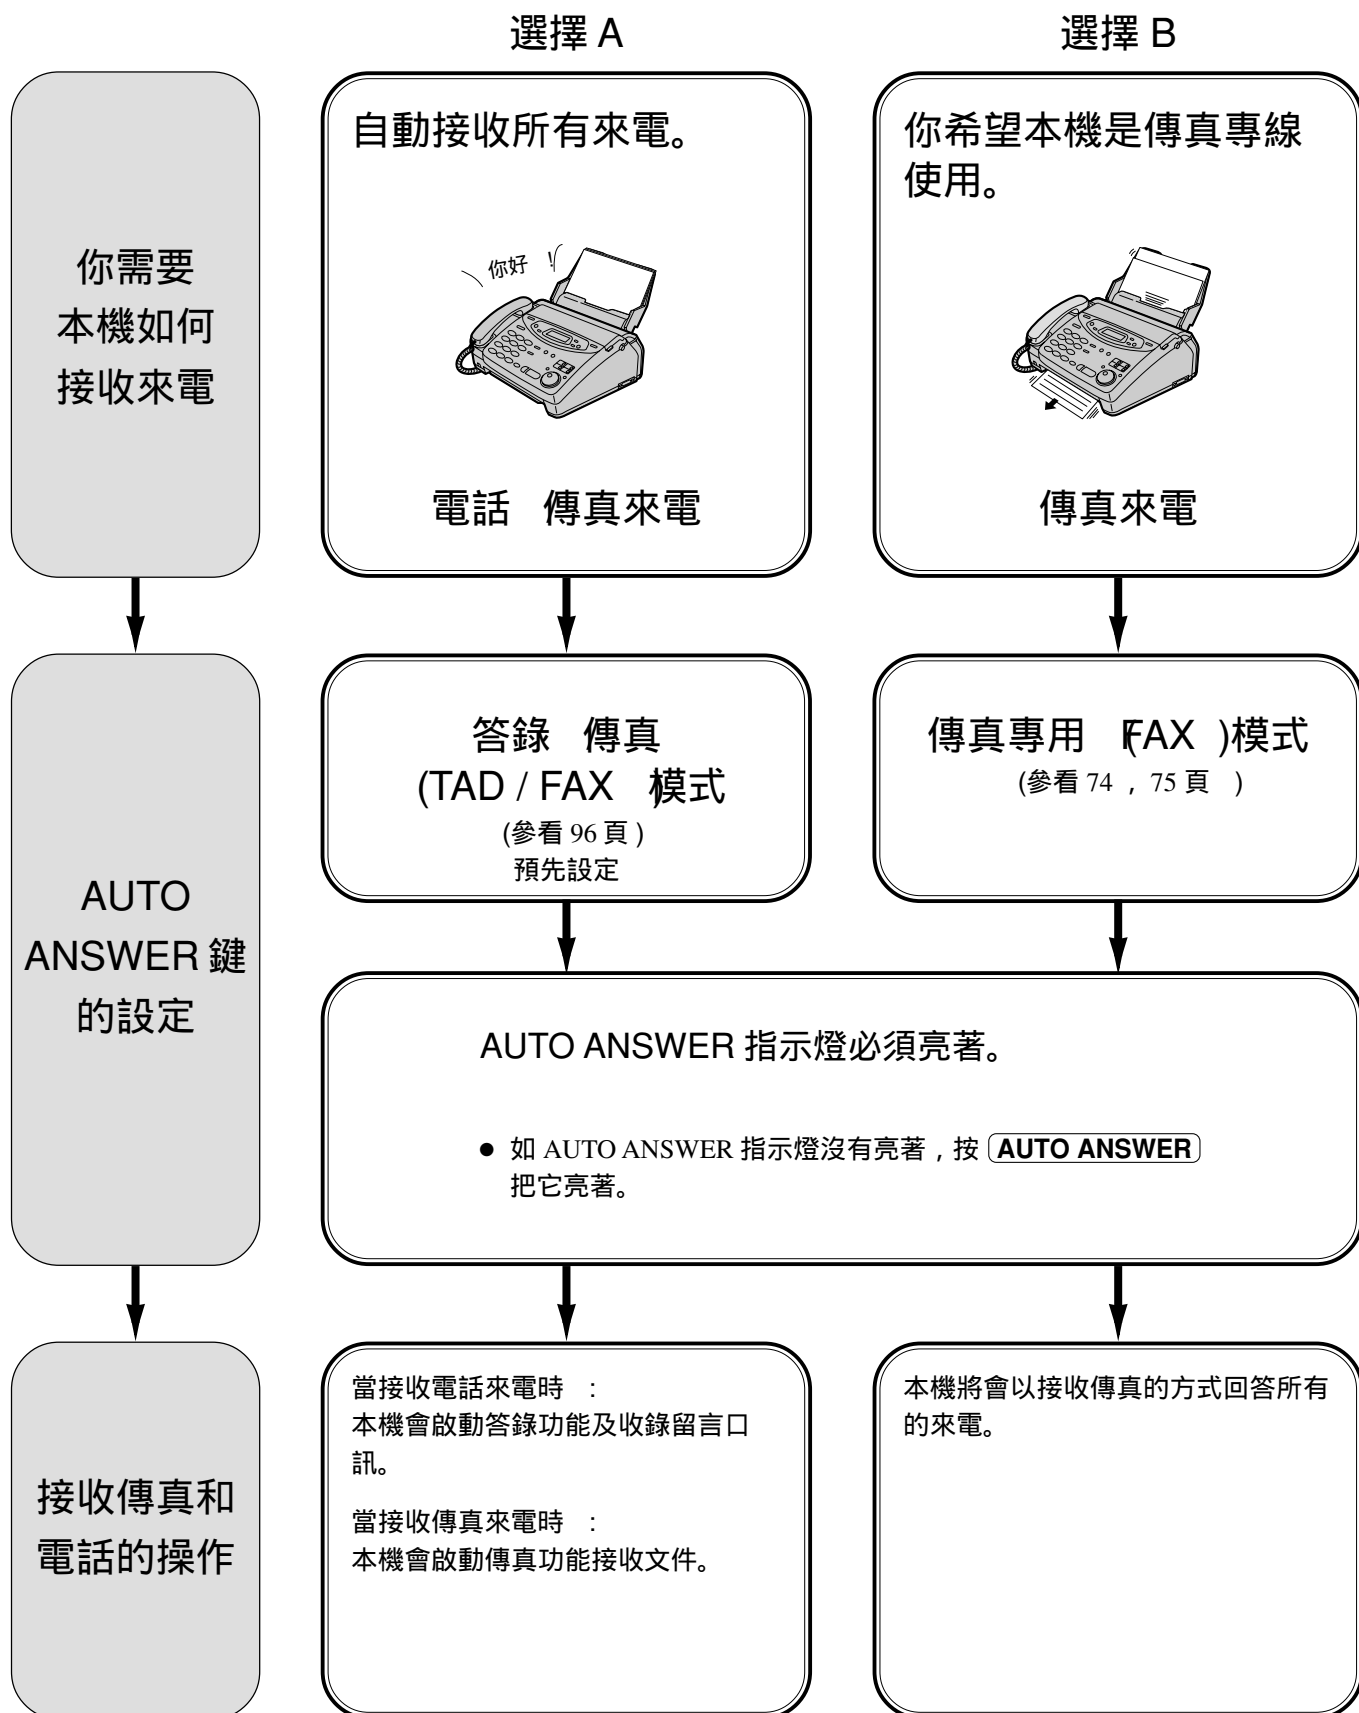 選擇 A
選擇 B
你需要
本機如何
接收來電
自動接收所有來電。
你好 !
電話 傳真來電
你希望本機是傳真專線
使用。
傳真來電
AUTO
ANSWER 鍵
的設定
答錄 傳真
(TAD / FAX )模式
(參看 96 頁 )
預先設定
傳真專用 (FAX )模式
(參看 74 , 75 頁 )
AUTO ANSWER 指示燈必須亮著。
● 如 AUTO ANSWER 指示燈沒有亮著 , 按 AUTO ANSWER
把它亮著。
接收傳真和
電話的操作
當接收電話來電時 :
本機會啟動答錄功能及收錄留言口
訊。
當接收傳真來電時 :
本機會啟動傳真功能接收文件。
本機將會以接收傳真的方式回答所有
的來電。